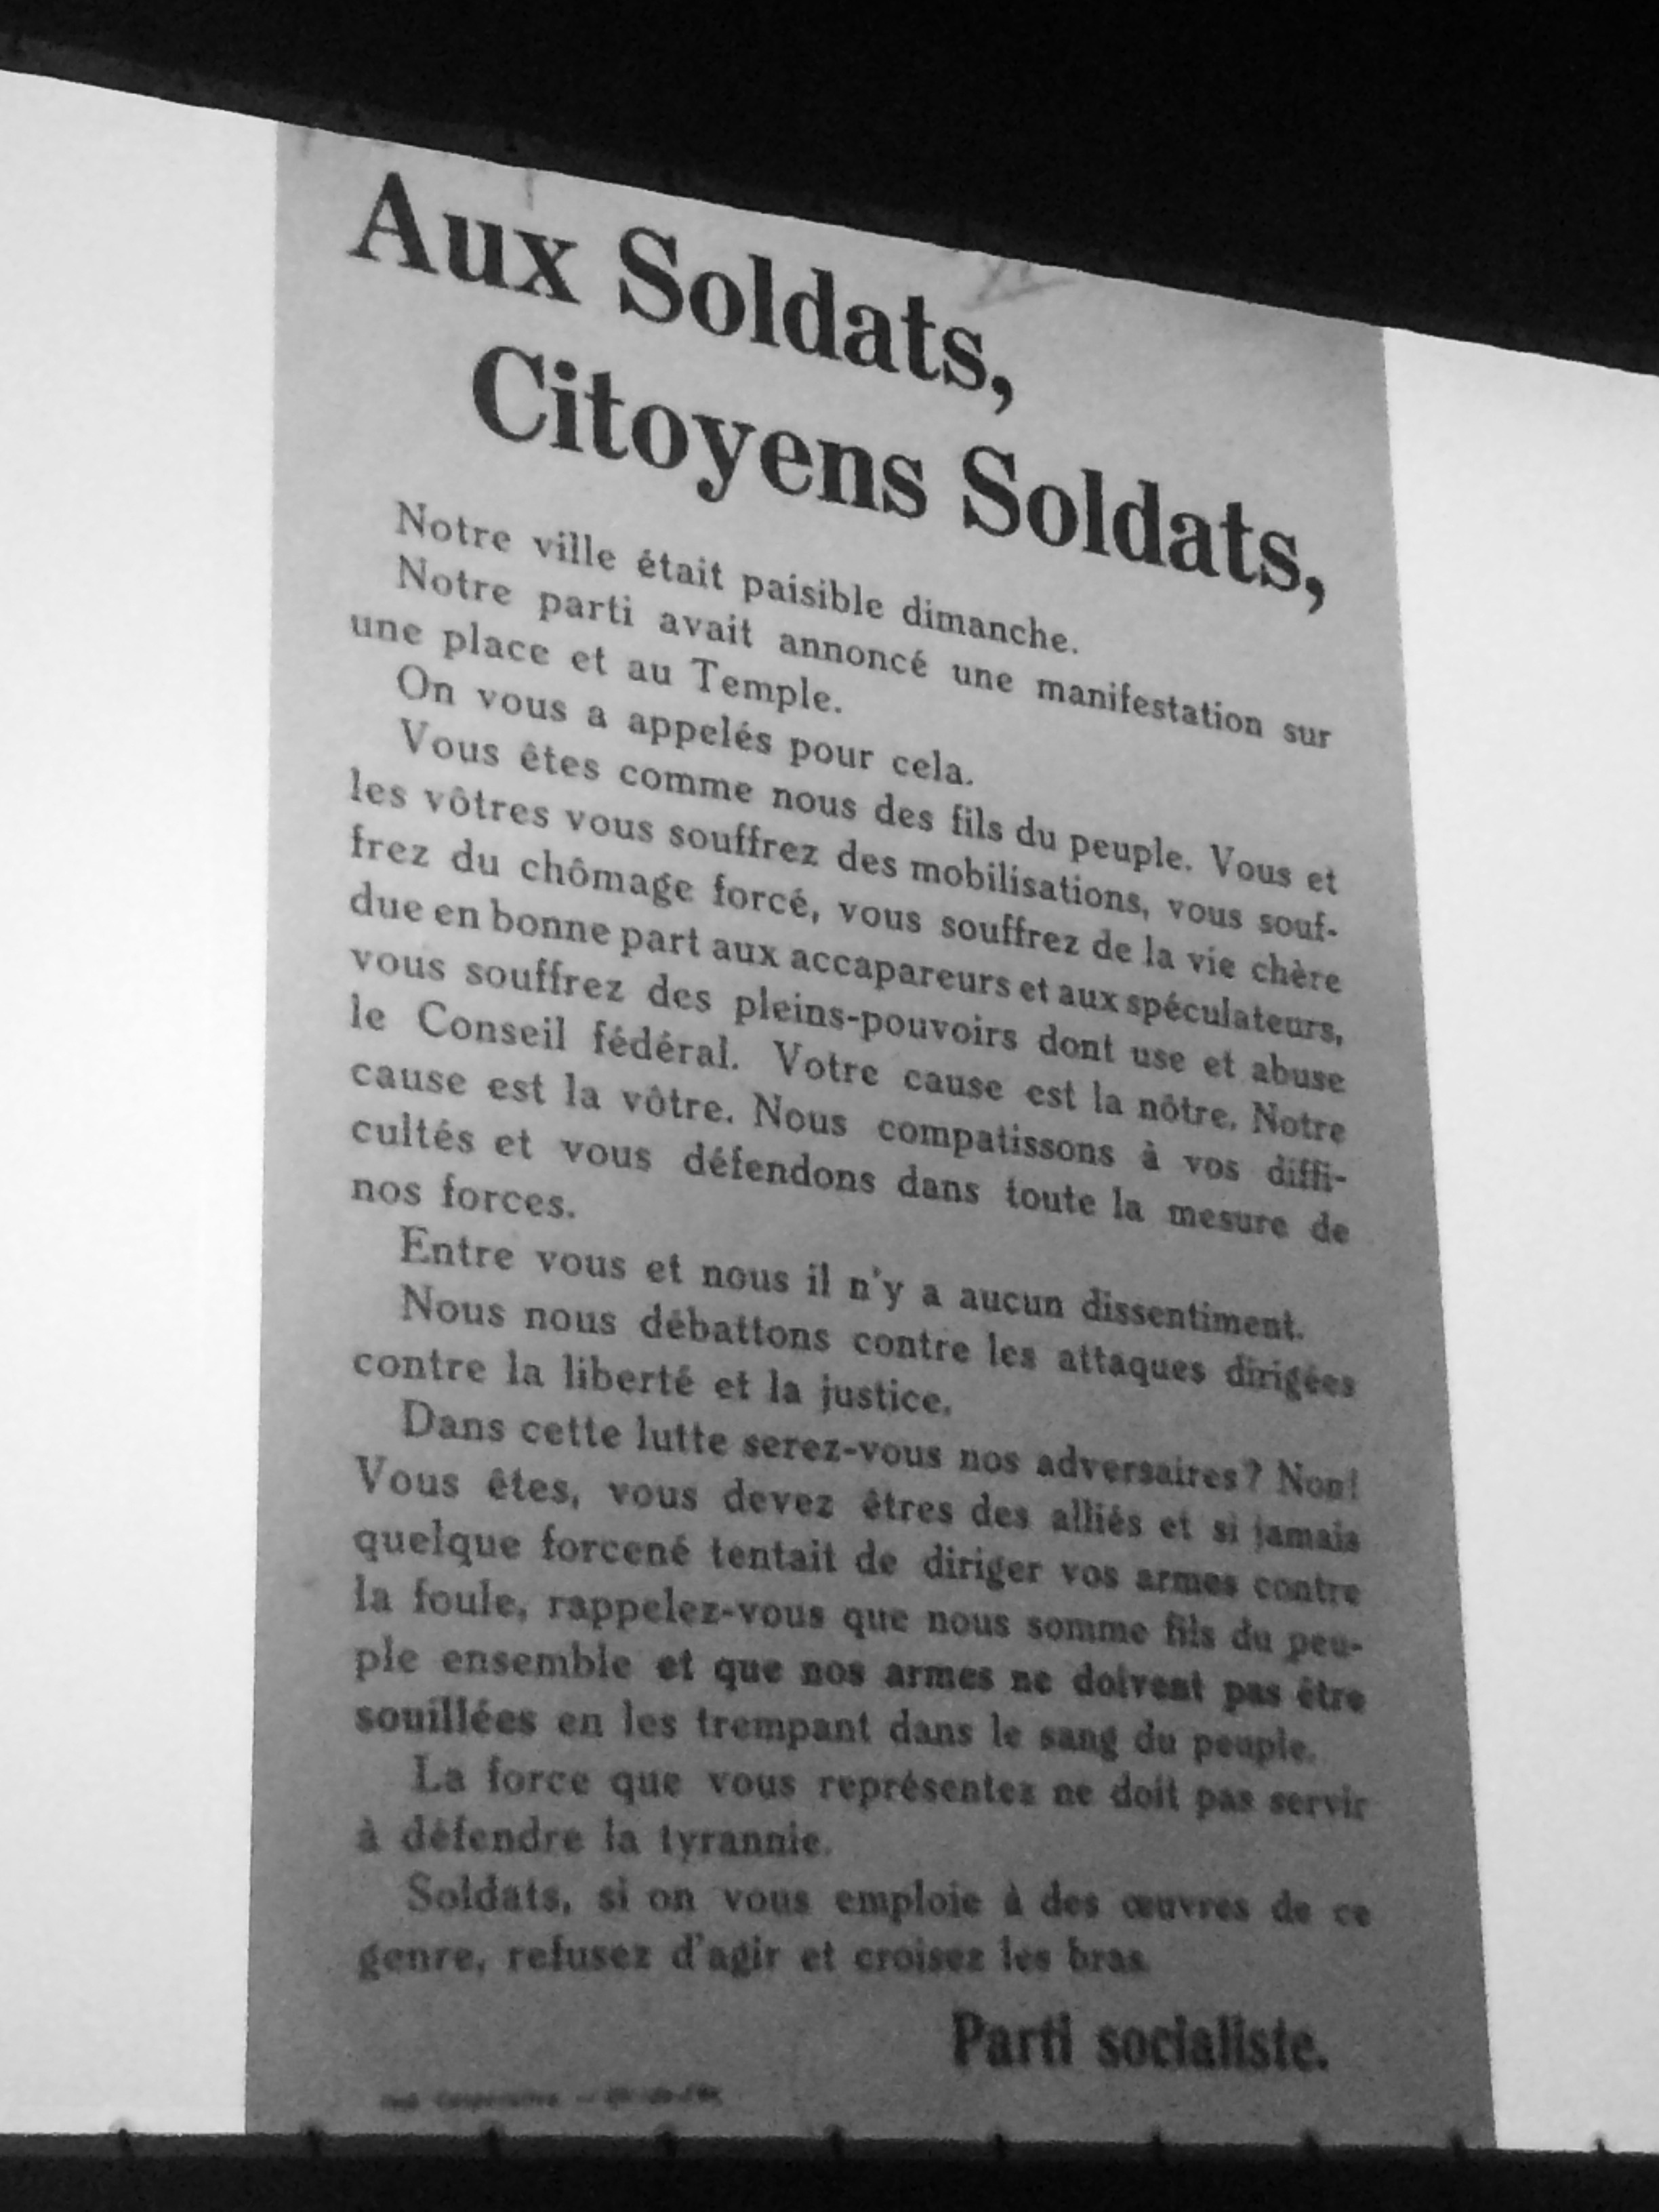 Aux Soldats,
Citoyens Soldats,
Notre ville était paisible dimanche.
Notre parti avait annoncé une manifestation sur
une place et au Temple.
On vous a appelés pour cela.
Vous êtes comme nous des fils du peuple. Vous et
les vôtres vous souffrez des mobilisations, vous souf-
frez du chômage forcé, vous souffrez de la vie chère
due en bonne part aux accapareurs et aux spéculateurs,
vous souffrez des pleins-pouvoirs dont use et abuse
le Conseil fédéral. Votre cause est la nôtre. Notre
cause est la vôtre. Nous compatissons à vos diffi-
cultés et vous défendons dans toute la mesure de
nos forces.
Entre vous et nous il n'y a aucun dissentiment.
Nous nous débattons contre les attaques dirigées
contre la liberté et la justice.
Dans cette lutte serez-vous nos adversaires? Non!
Vous êtes, vous devez êtres des alliés et si jamais
quelque forcené tentait de diriger vos armes contre
la foule, rappelez-vous que nous somme fils du peu-
ple ensemble et que nos armes ne doivent pas être
souillées en les trempant dans le sang du peuple.
La force que vous représentez ne doit pas servir
à défendre la tyrannie.
Soldats, si on vous emploie à des œuvres de ce
genre, refusez d'agir et croisez les bras.
Parti socialiste.